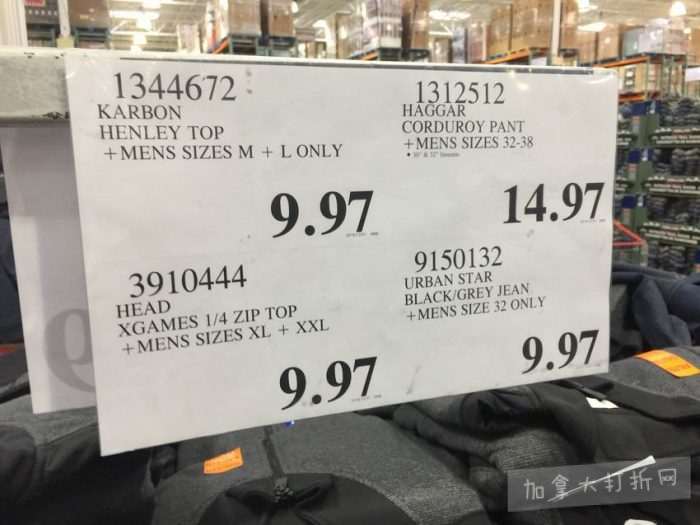 1344672
KARBON
HENLEY TOP
+MENS SIZES M + L ONLY
9.97
1312512
HAGGAR
CORDUROY PANT
+MENS SIZES 32-38
9.97
14.97
3910444
HEAD
XGAMES 1/4 ZIP TOP
+MENS SIZES XL + XXL
9.97
9150132
URBAN STAR
BLACK/GREY JEAN
+MENS SIZE 32 ONLY
9.97
加拿大打折网